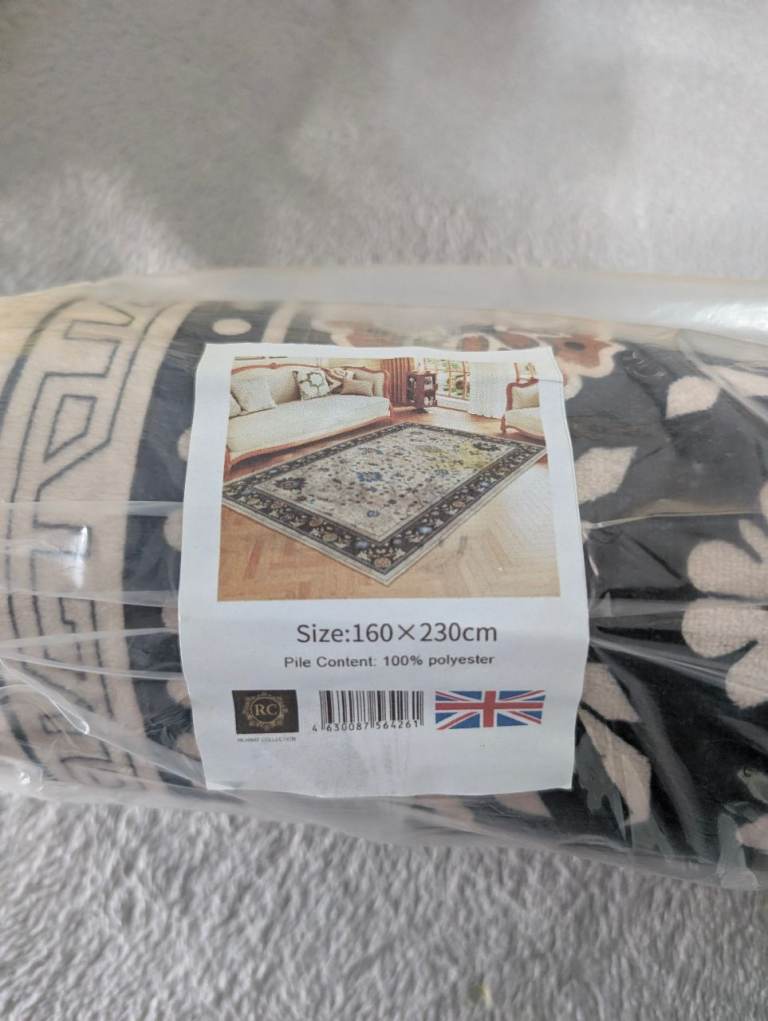 Size:160×230cm
Pile Content: 100% polyester
RC
4 630087 564261